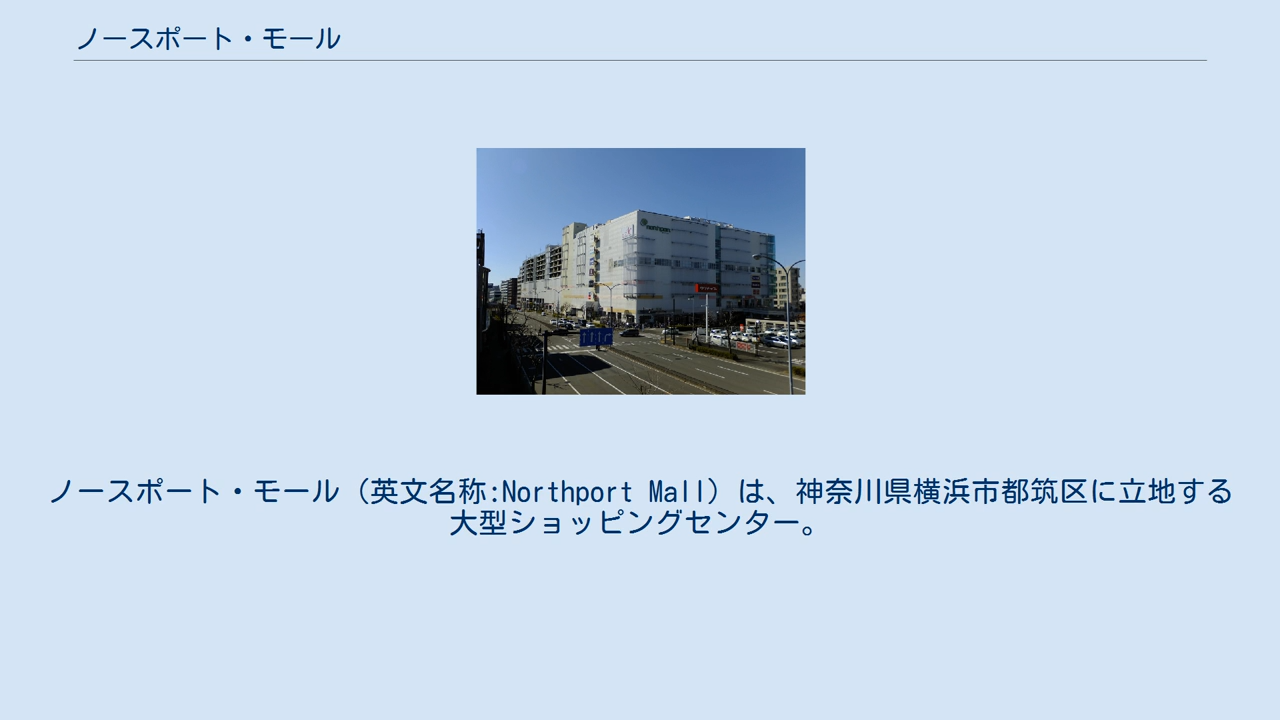 ノースポート・モール
ノースポート・モール（英文名称:Northport Mall）は、神奈川県横浜市都筑区に立地する
大型ショッピングセンター。